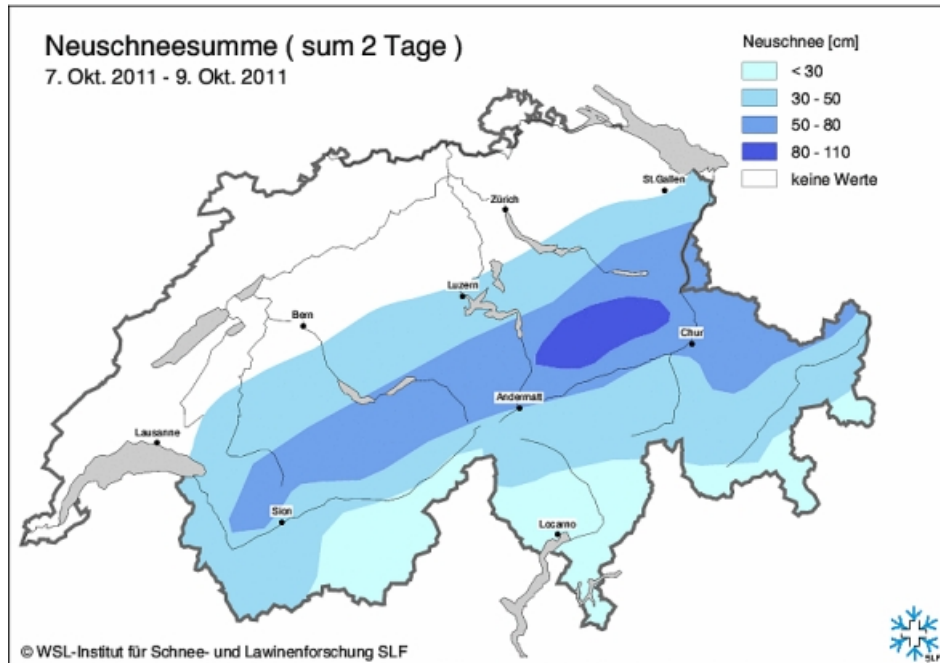 Neuschneesumme ( sum 2 Tage )
7. Okt. 2011 - 9. Okt. 2011
Neuschnee [cm]
< 30
30 - 50
50 - 80
80 - 110
keine Werte
St.Gallen
Zürich
Luzern
Bern
Chur
Andermatt
Lausanne
Sion
Locarno
© WSL-Institut für Schnee- und Lawinenforschung SLF
SLF